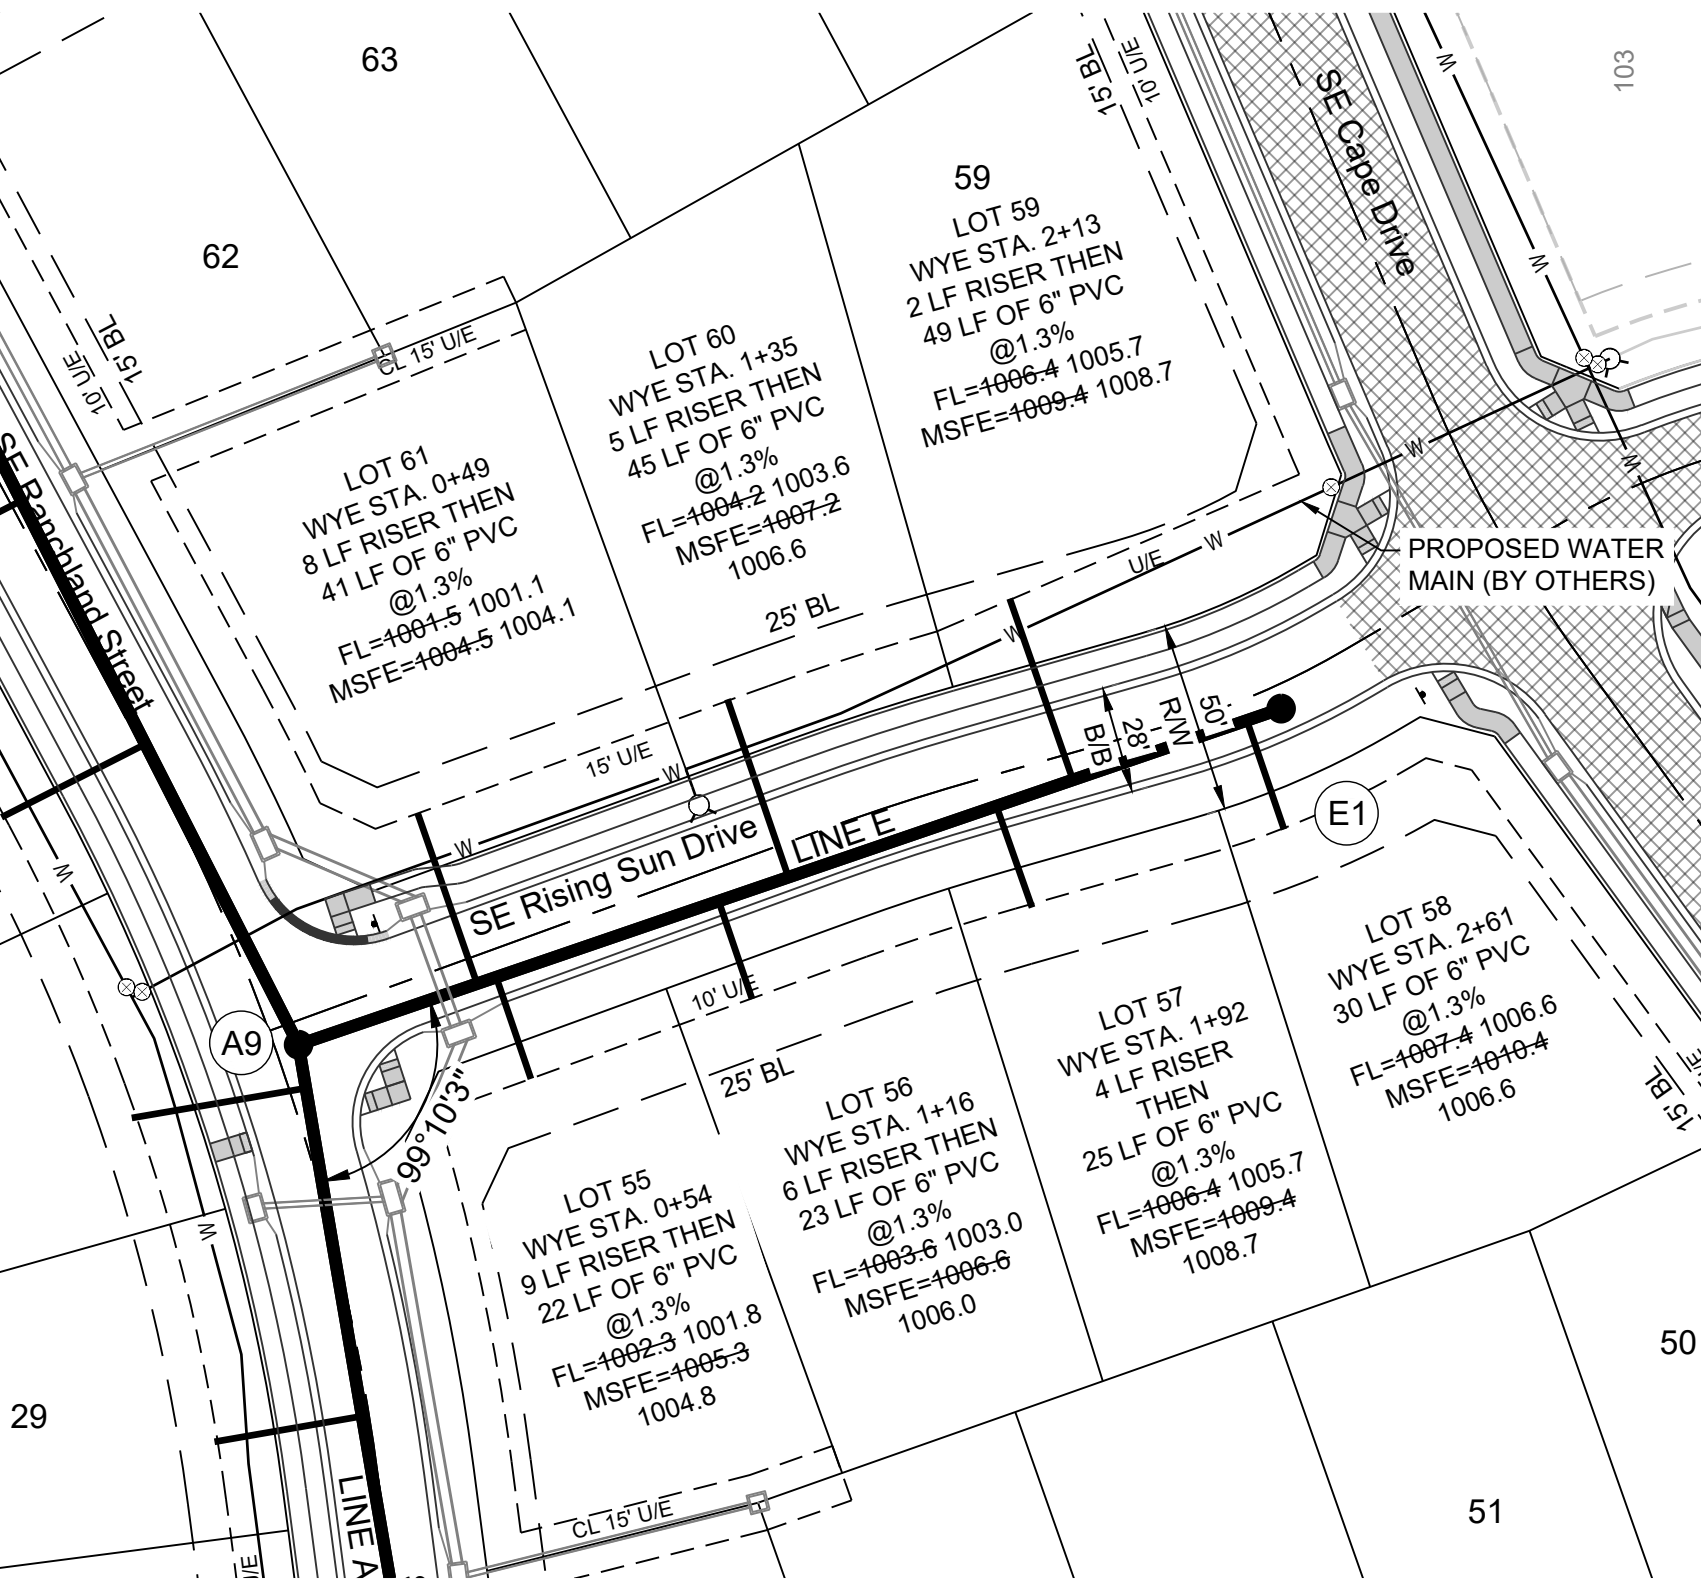 63
62
59
103
15' BL
10' U/E
SE Cape Drive
15' BL
10' U/E
CL 15' U/E
LOT 59
WYE STA. 2+13
2 LF RISER THEN
49 LF OF 6" PVC
@1.3%
FL=1006.4 1005.7
MSFE=1009.4 1008.7
LOT 60
WYE STA. 1+35
5 LF RISER THEN
45 LF OF 6" PVC
@1.3%
FL=1004.2 1003.6
MSFE=1007.2
1006.6
LOT 61
WYE STA. 0+49
8 LF RISER THEN
41 LF OF 6" PVC
@1.3%
FL=1001.5 1001.1
MSFE=1004.5 1004.1
SE Ranchland Street
25' BL
U/E
W
W
W
W
W
W
W
W
W
W
W
PROPOSED WATER
MAIN (BY OTHERS)
15' U/E
28'
B/B
50'
R/W
SE Rising Sun Drive
LINE E
E1
A9
99°10'3"
10' U/E
25' BL
LOT 58
WYE STA. 2+61
30 LF OF 6" PVC
@1.3%
FL=1007.4 1006.6
MSFE=1010.4
1006.6
LOT 57
WYE STA. 1+92
4 LF RISER
THEN
25 LF OF 6" PVC
@1.3%
FL=1006.4 1005.7
MSFE=1009.4
1008.7
LOT 56
WYE STA. 1+16
6 LF RISER THEN
23 LF OF 6" PVC
@1.3%
FL=1003.6 1003.0
MSFE=1006.6
1006.0
LOT 55
WYE STA. 0+54
9 LF RISER THEN
22 LF OF 6" PVC
@1.3%
FL=1002.3 1001.8
MSFE=1005.3
1004.8
15' BL
50
51
29
CL 15' U/E
LINE A